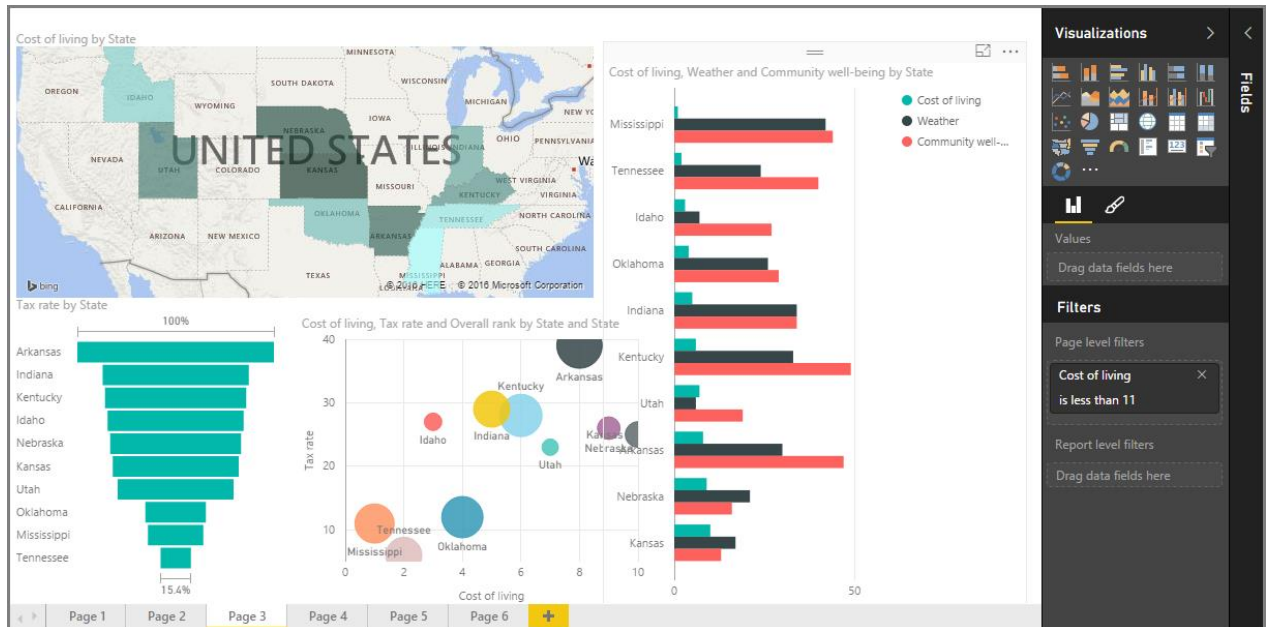 Cost of living by State
MINNESOTA
OREGON
IDAHO
SOUTH DAKOTA
WISCONSIN
MICHIGAN
WYOMING
NEW YO
IOWA
NEBRASKA
UNITED STATES
ILLINOIS
INDIANA
OHIO
PENNSYLVANIA
Wa
NEVADA
UTAH
COLORADO
KANSAS
MISSOURI
WEST VIRGINIA
KENTUCKY
VIRGINIA
CALIFORNIA
OKLAHOMA
TENNESSEE
NORTH CAROLINA
ARIZONA
NEW MEXICO
ARKANSAS
SOUTH CAROLINA
ALABAMA
GEORGIA
TEXAS
MISSISSIPPI
bing
© 2016 HERE
© 2016 Microsoft Corporation
Tax rate by State
100%
Arkansas
Indiana
Kentucky
Idaho
Nebraska
Kansas
Utah
Oklahoma
Mississippi
Tennessee
15.4%
Cost of living, Tax rate and Overall rank by State and State
Tax rate
40
30
20
10
Arkansas
Kentucky
Idaho
Indiana
Kansas
Nebraska
Utah
Tennessee
Mississippi
Oklahoma
0 2 4 6 8 10
Cost of living
Cost of living, Weather and Community well-being by State
Cost of living
Weather
Community well-...
Mississippi
Tennessee
Idaho
Oklahoma
Indiana
Kentucky
Utah
Arkansas
Nebraska
Kansas
0 50
Visualizations
123
Values
Drag data fields here
Filters
Page level filters
Cost of living
is less than 11
Report level filters
Drag data fields here
Fields
Page 1 Page 2 Page 3 Page 4 Page 5 Page 6